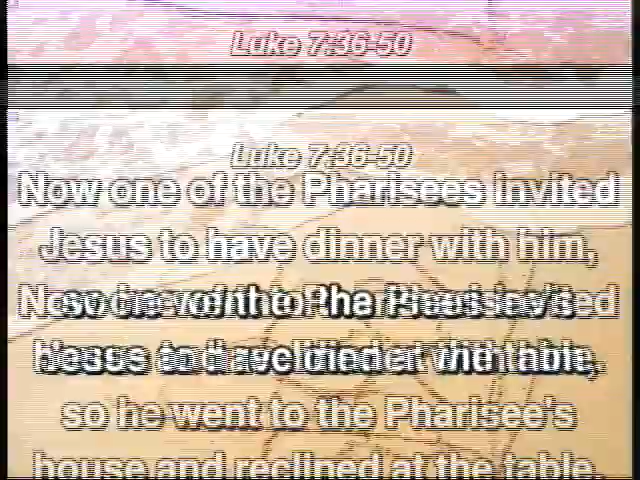 Luke 7:36-50
Luke 7:36-50
Now one of the Pharisees invited
Jesus to have dinner with him,
so he went to the Pharisee's
house and reclined at the table.